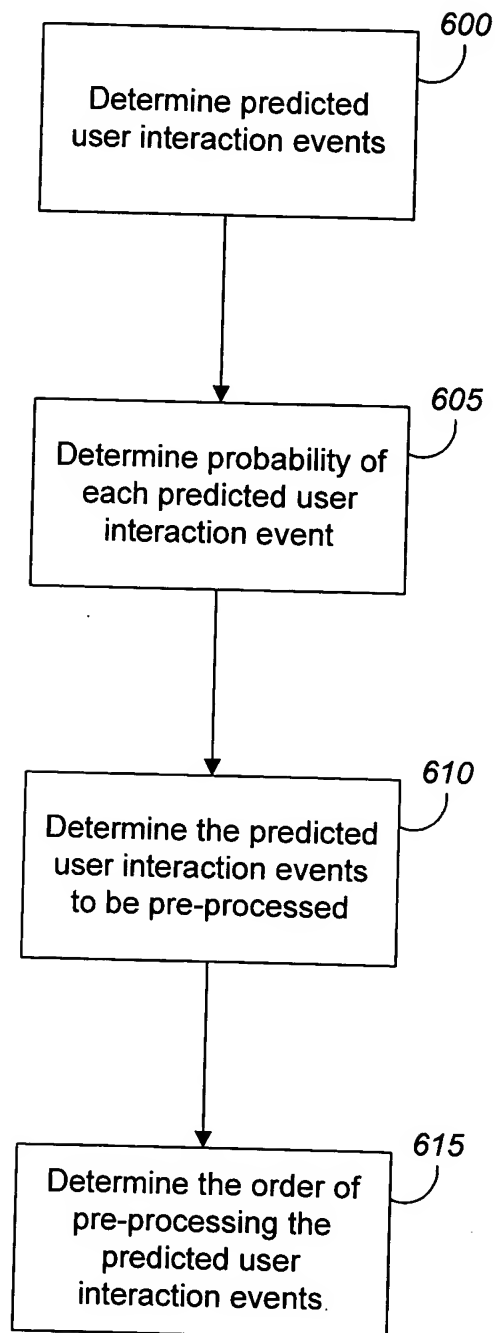 600
Determine predicted
user interaction events
605
Determine probability of
each predicted user
interaction event
610
Determine the predicted
user interaction events
to be pre-processed
615
Determine the order of
pre-processing the
predicted user
interaction events.